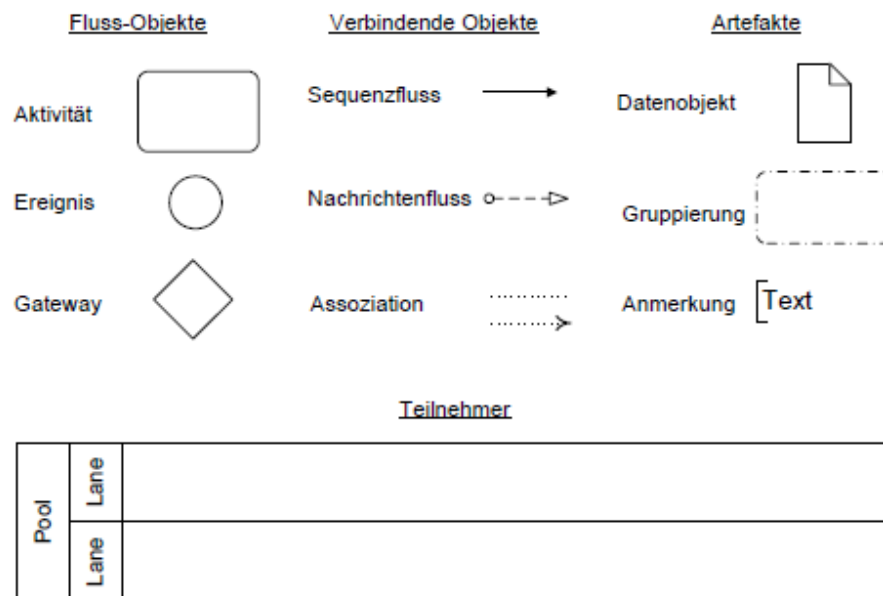 Fluss-Objekte
Verbindende Objekte
Artefakte
Aktivität
Sequenzfluss
Datenobjekt
Ereignis
Nachrichtenfluss
Gruppierung
Gateway
Assoziation
Anmerkung
Text
Teilnehmer
Pool
Lane
Lane